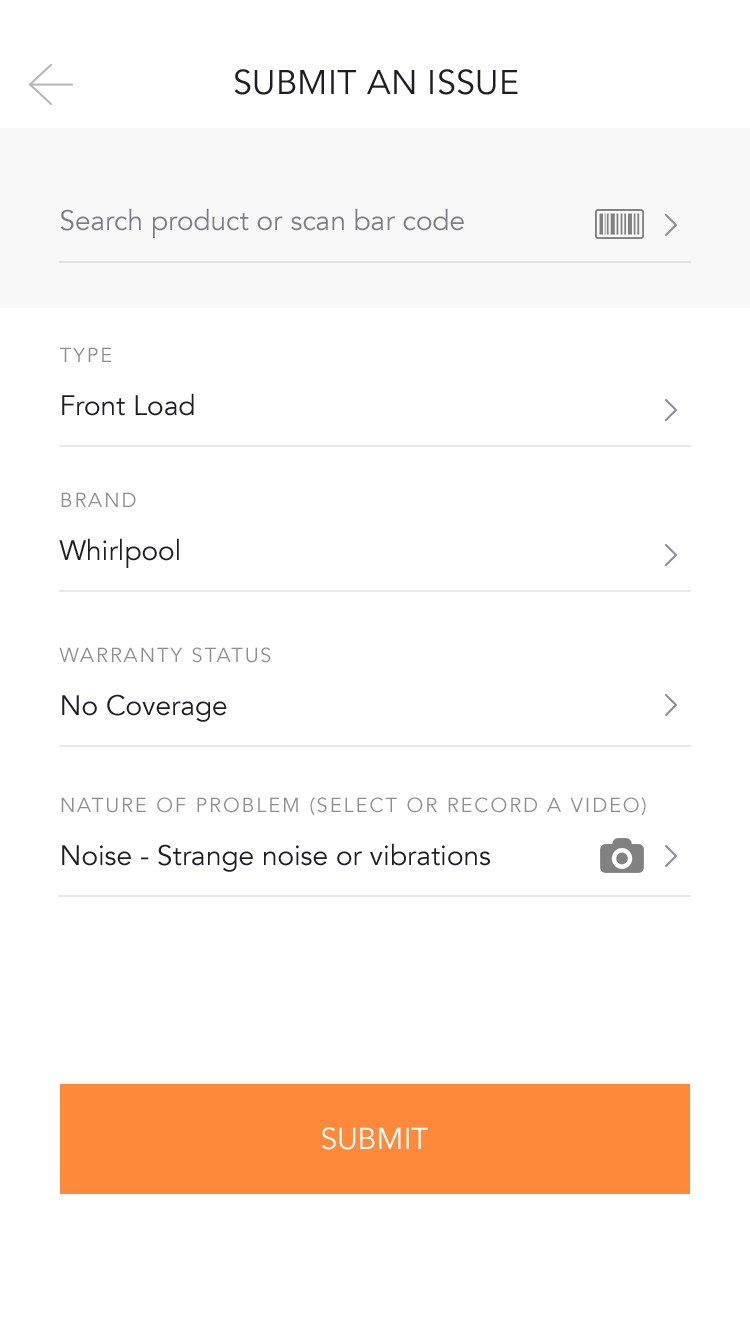 SUBMIT AN ISSUE
Search product or scan bar code
TYPE
Front Load
BRAND
Whirlpool
WARRANTY STATUS
No Coverage
NATURE OF PROBLEM (SELECT OR RECORD A VIDEO)
Noise - Strange noise or vibrations
SUBMIT